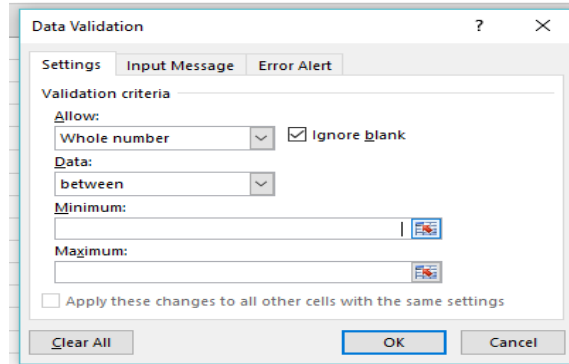 Data Validation ?
Settings Input Message Error Alert
Validation criteria
Allow:
Whole number Ignore blank
Data:
between
Minimum:
Maximum:
Apply these changes to all other cells with the same settings
Clear All OK Cancel